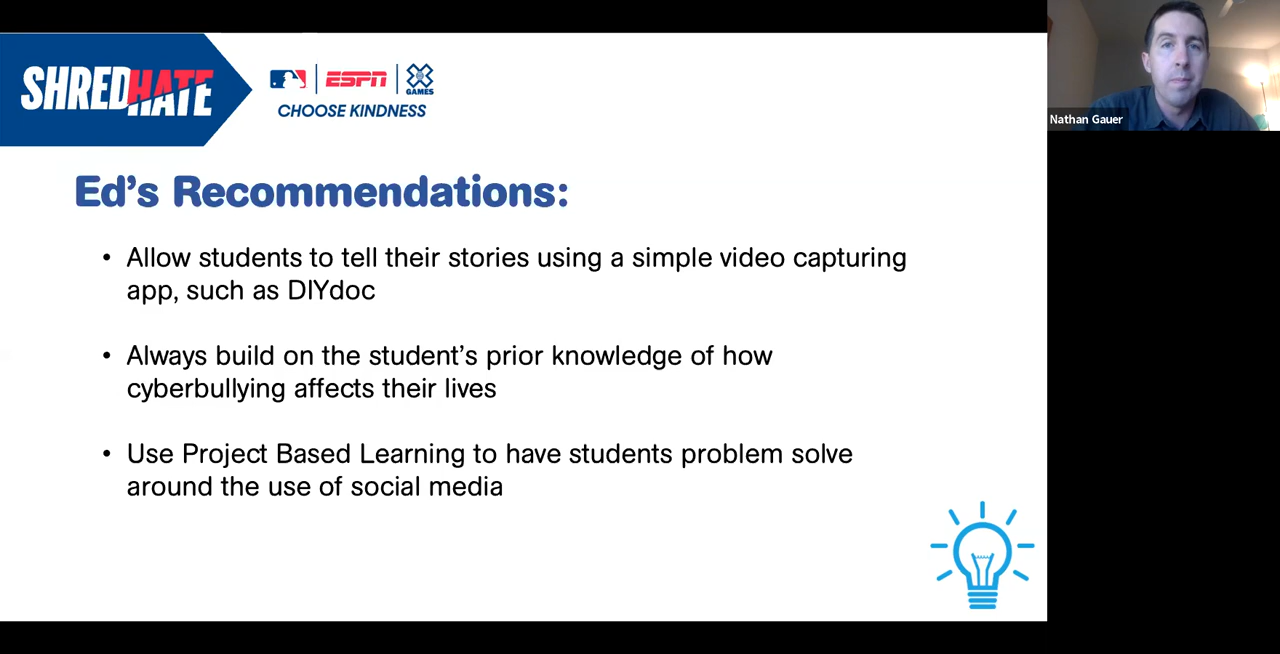 SHREDHATE
ESPN
GAMES
CHOOSE KINDNESS
Nathan Gauer
Ed's Recommendations:
• Allow students to tell their stories using a simple video capturing
app, such as DIYdoc
• Always build on the student's prior knowledge of how
cyberbullying affects their lives
• Use Project Based Learning to have students problem solve
around the use of social media